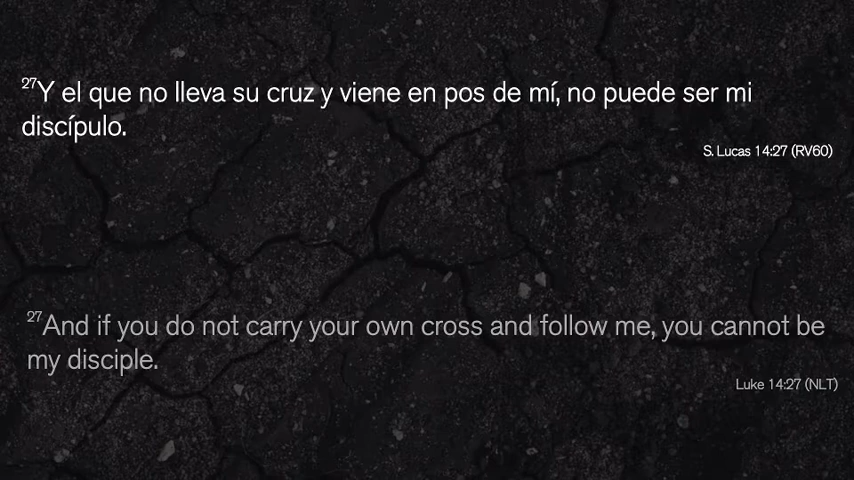 27Y el que no lleva su cruz y viene en pos de mí, no puede ser mi
discípulo.
S. Lucas 14:27 (RV60)
27And if you do not carry your own cross and follow me, you cannot be
my disciple.
Luke 14:27 (NLT)